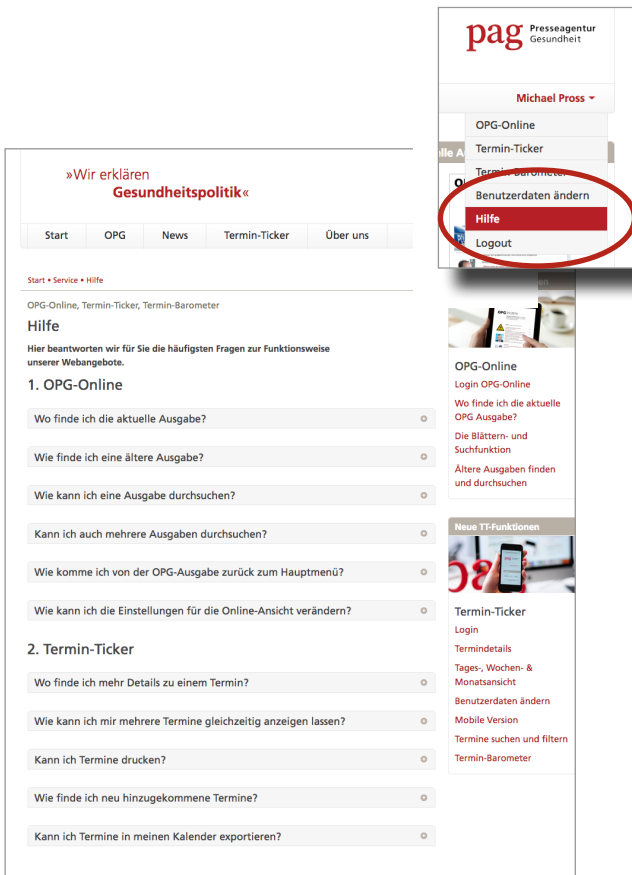 pag Presseagentur
Gesundheit
Michael Pross
OPG-Online
Termin-Ticker
Termin-Barometer
Benutzerdaten ändern
Hilfe
Logout
»Wir erklären
Gesundheitspolitik«
Start OPG News Termin-Ticker Über uns
Start • Service • Hilfe
OPG-Online, Termin-Ticker, Termin-Barometer
Hilfe
Hier beantworten wir für Sie die häufigsten Fragen zur Funktionsweise
unserer Webangebote.
1. OPG-Online
Wo finde ich die aktuelle Ausgabe?
Wie finde ich eine ältere Ausgabe?
Wie kann ich eine Ausgabe durchsuchen?
Kann ich auch mehrere Ausgaben durchsuchen?
Wie komme ich von der OPG-Ausgabe zurück zum Hauptmenü?
Wie kann ich die Einstellungen für die Online-Ansicht verändern?
2. Termin-Ticker
Wo finde ich mehr Details zu einem Termin?
Wie kann ich mir mehrere Termine gleichzeitig anzeigen lassen?
Kann ich Termine drucken?
Wie finde ich neu hinzugekommene Termine?
Kann ich Termine in meinen Kalender exportieren?
OPG-Online
Login OPG-Online
Wo finde ich die aktuelle
OPG Ausgabe?
Die Blättern- und
Suchfunktion
Ältere Ausgaben finden
und durchsuchen
Neue TT-Funktionen
Termin-Ticker
Login
Termindetails
Tages-, Wochen- &
Monatsansicht
Benutzerdaten ändern
Mobile Version
Termine suchen und filtern
Termin-Barometer